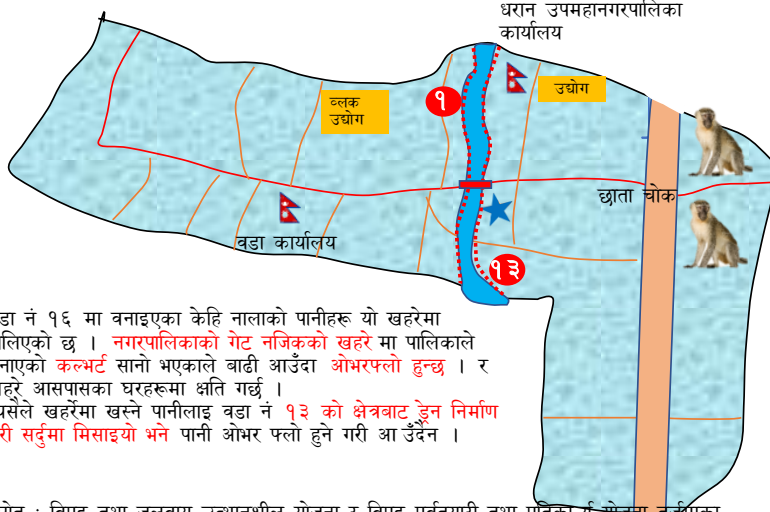 धरान उपमहानगरपालिका
कार्यालय
१
उद्योग
व्लक
उद्योग
छाता चोक
वडा कार्यालय
१३
डा नं १६ मा वनाइएका केहि नालाको पानीहरू यो खहरेमा
लिएको छ । नगरपालिकाको गेट नजिकको खहरे मा पालिकाले
नाएको कल्भर्ट सानो भएकाले बाढी आउँदा ओभरफ्लो हुन्छ । र
हरे आसपासका घरहरूमा क्षति गर्छ ।
यसैले खहर्रेमा खस्ने पानीलाइ वडा नं १३ को क्षेत्रबाट ड्रेन निर्माण
री सर्दुमा मिसाइयो भने पानी ओभर फ्लो हुने गरी आउँदैन ।